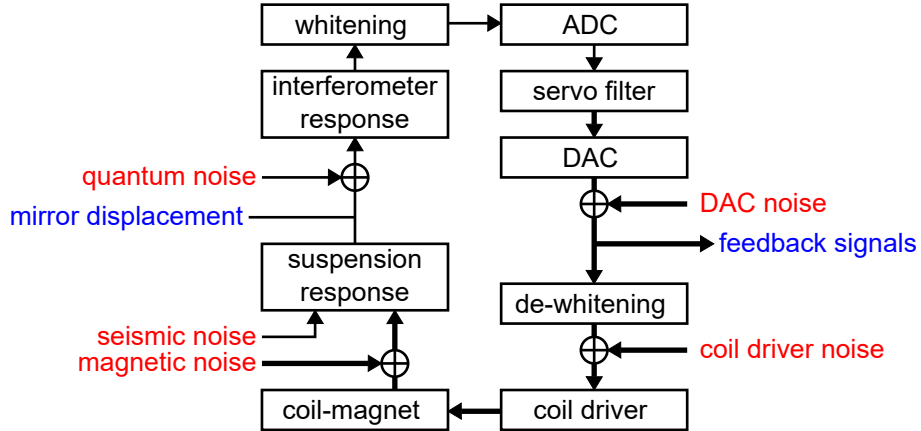 whitening
ADC
interferometer
response
servo filter
DAC
quantum noise
DAC noise
mirror displacement
feedback signals
suspension
response
de-whitening
seismic noise
magnetic noise
coil driver noise
coil-magnet
coil driver